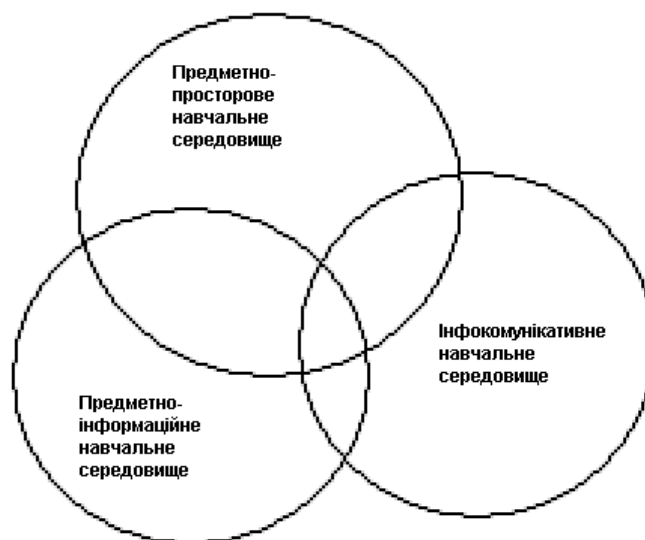 Предметно-
просторове
навчальне
середовище
Інфокомунікативне
навчальне
середовище
Предметно-
інформаційне
навчальне
середовище